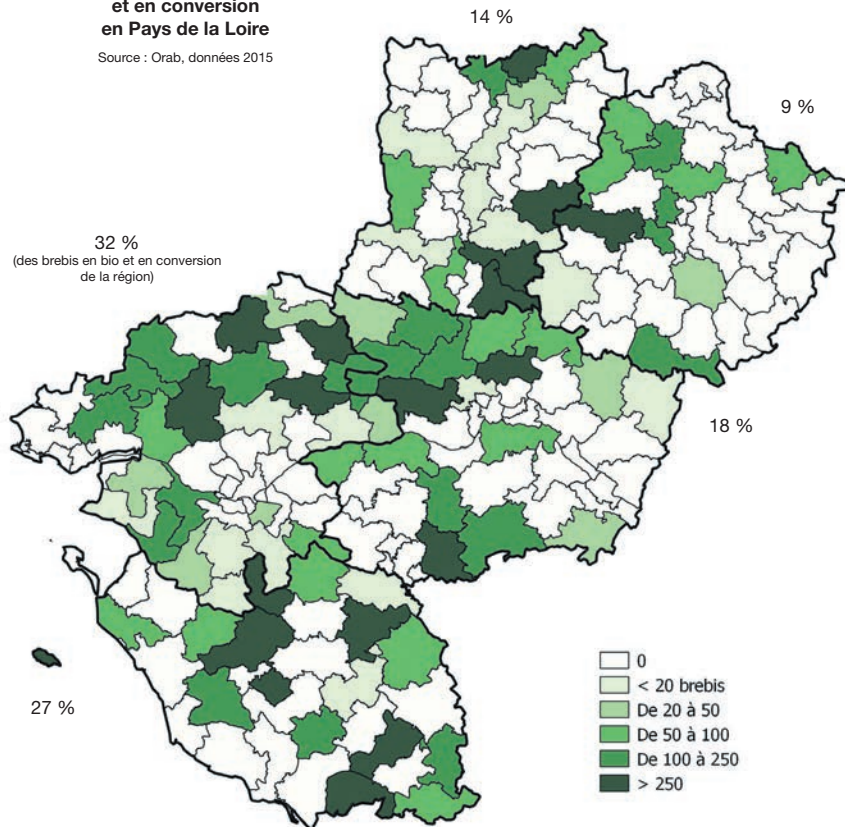 et en conversion
en Pays de la Loire
Source : Orab, données 2015
14 %
9 %
32 %
(des brebis en bio et en conversion
de la région)
18 %
27 %
0
< 20 brebis
De 20 à 50
De 50 à 100
De 100 à 250
> 250